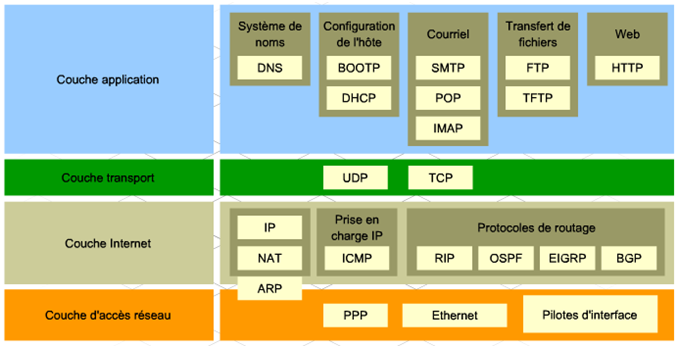 Couche application
Système de
noms
DNS
Configuration
de l'hôte
BOOTP
DHCP
Courriel
SMTP
POP
IMAP
Transfert de
fichiers
FTP
TFTP
Web
HTTP
Couche transport
UDP
TCP
Couche Internet
IP
NAT
ARP
Prise en
charge IP
ICMP
Protocoles de routage
RIP
OSPF
EIGRP
BGP
Couche d'accès réseau
PPP
Ethernet
Pilotes d'interface